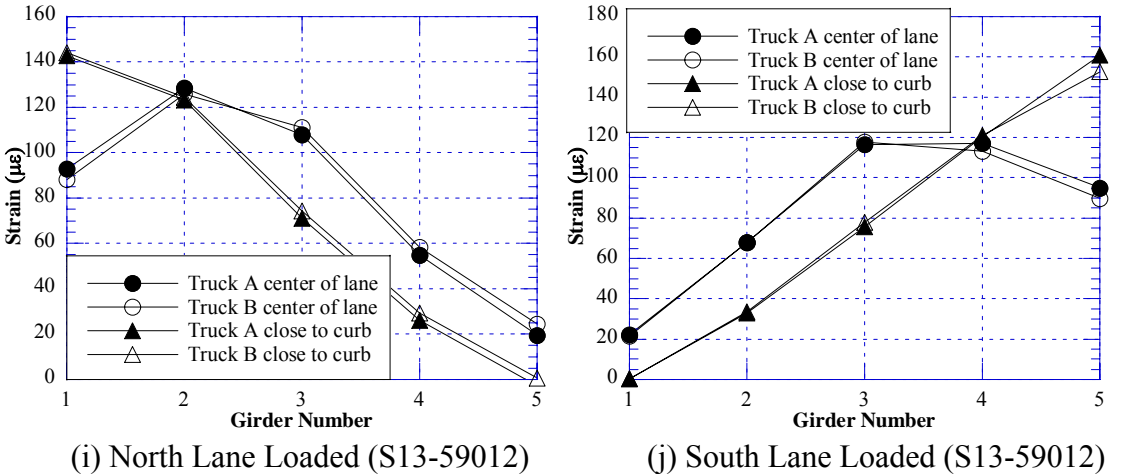 160
140
120
100
80
60
40
20
0
Strain (με)
Truck A center of lane
Truck B center of lane
Truck A close to curb
Truck B close to curb
1 2 3 4 5
Girder Number
(i) North Lane Loaded (S13-59012)
180
160
140
120
100
80
60
40
20
0
Strain (με)
Truck A center of lane
Truck B center of lane
Truck A close to curb
Truck B close to curb
1 2 3 4 5
Girder Number
(j) South Lane Loaded (S13-59012)